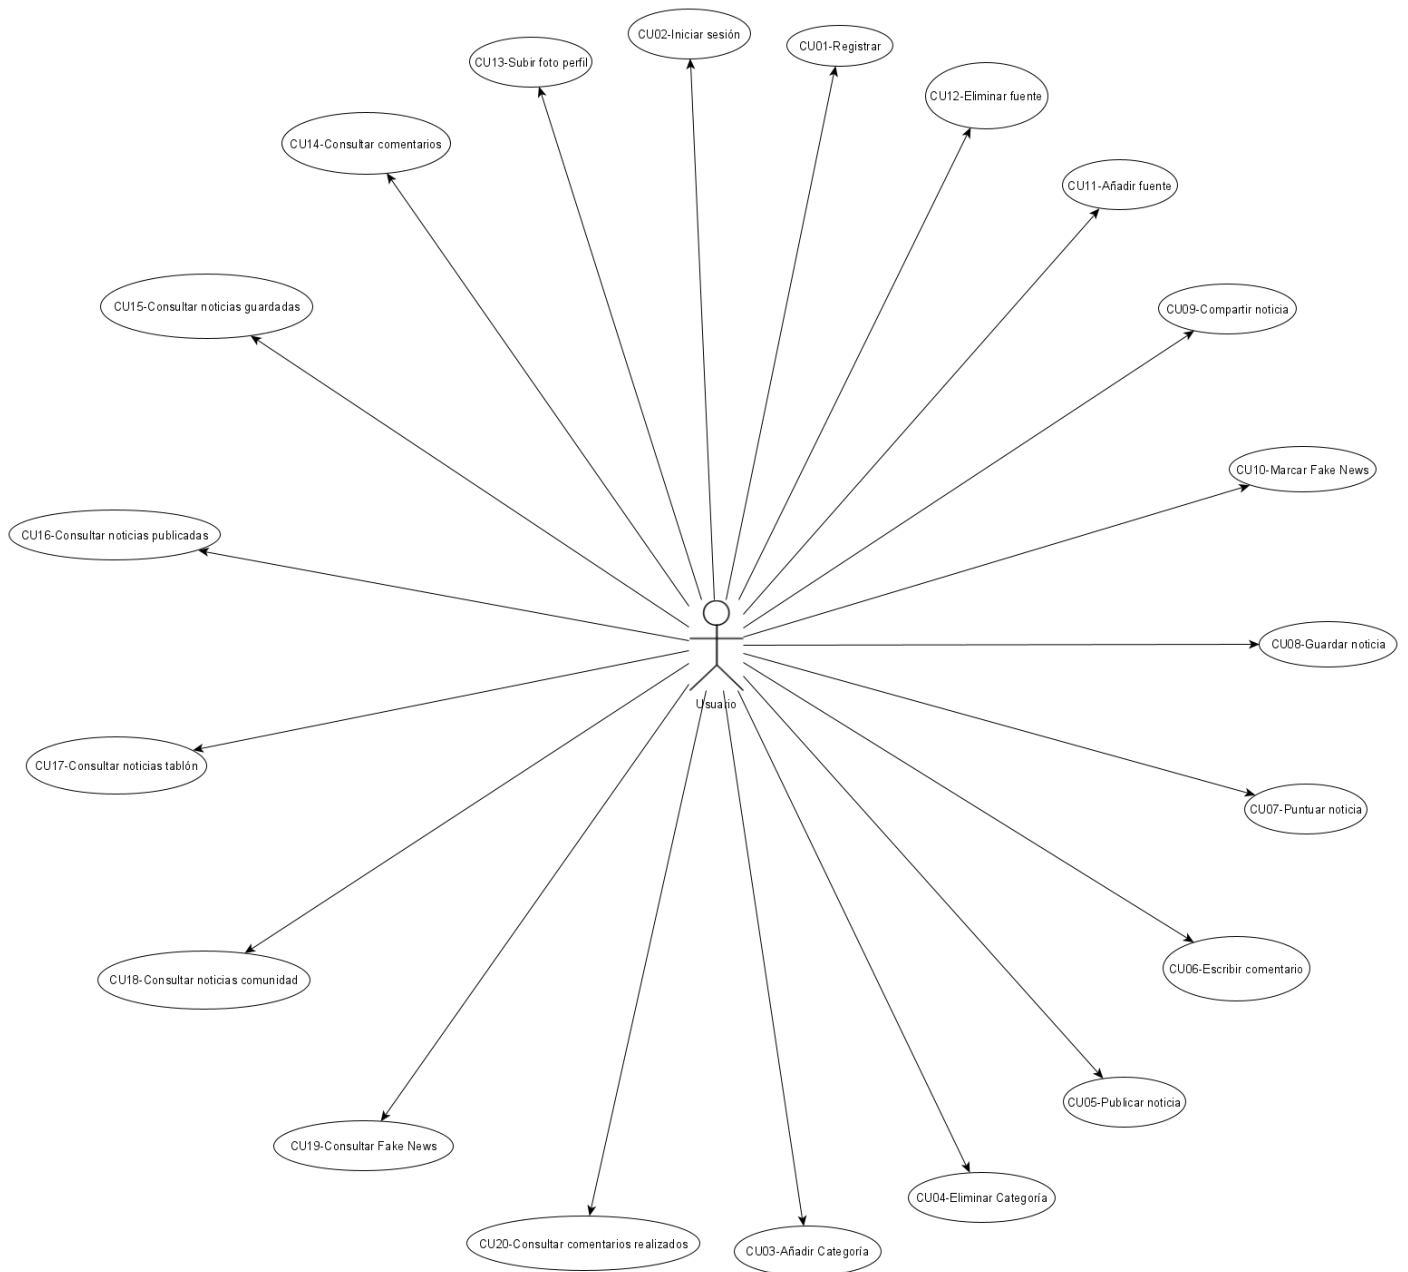 CU02-Iniciar sesión
CU01-Registrar
CU13-Subir foto perfil
CU12-Eliminar fuente
CU14-Consultar comentarios
CU11-Añadir fuente
CU15-Consultar noticias guardadas
CU09-Compartir noticia
CU10-Marcar Fake News
CU16-Consultar noticias publicadas
CU08-Guardar noticia
Usuario
CU17-Consultar noticias tablón
CU07-Puntuar noticia
CU06-Escribir comentario
CU18-Consultar noticias comunidad
CU05-Publicar noticia
CU19-Consultar Fake News
CU04-Eliminar Categoría
CU20-Consultar comentarios realizados
CU03-Añadir Categoría